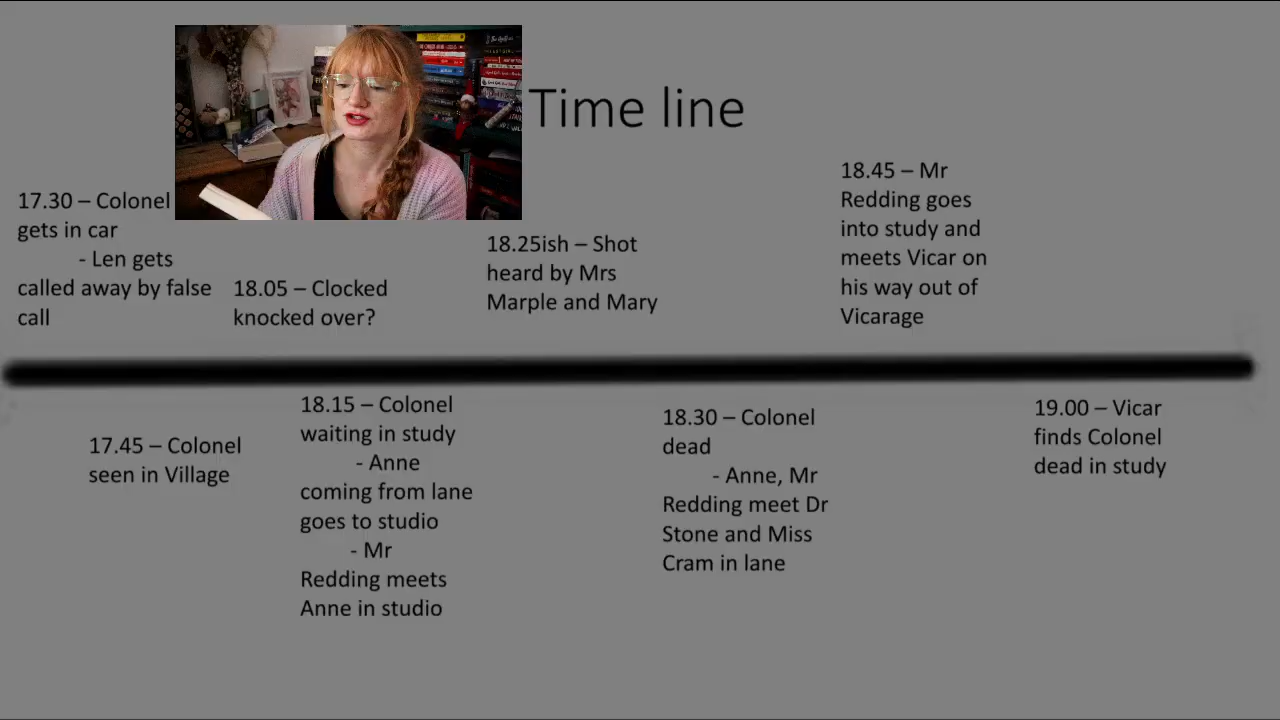 Time line
17.30 – Colonel
gets in car
- Len gets
called away by false
call
17.45 – Colonel
seen in Village
18.05 – Clocked
knocked over?
18.15 – Colonel
waiting in study
- Anne
coming from lane
goes to studio
- Mr
Redding meets
Anne in studio
18.25ish – Shot
heard by Mrs
Marple and Mary
18.30 – Colonel
dead
- Anne, Mr
Redding meet Dr
Stone and Miss
Cram in lane
18.45 – Mr
Redding goes
into study and
meets Vicar on
his way out of
Vicarage
19.00 – Vicar
finds Colonel
dead in study